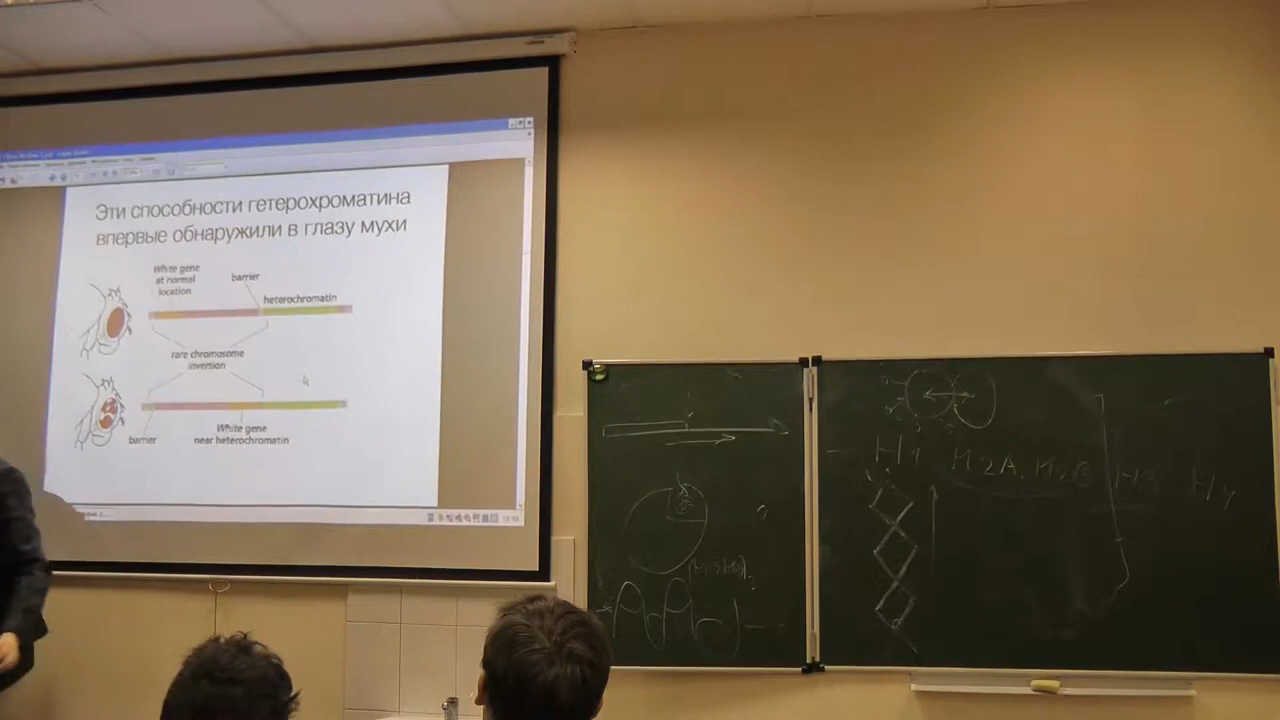 Эти способности гетерохроматина
впервые обнаружили в глазу мухи
White gene
at normal
location
barrier
heterochromatin
rare chromosome
inversion
barrier
White gene
near heterochromatin
H1 H2A, H2B H3 H4